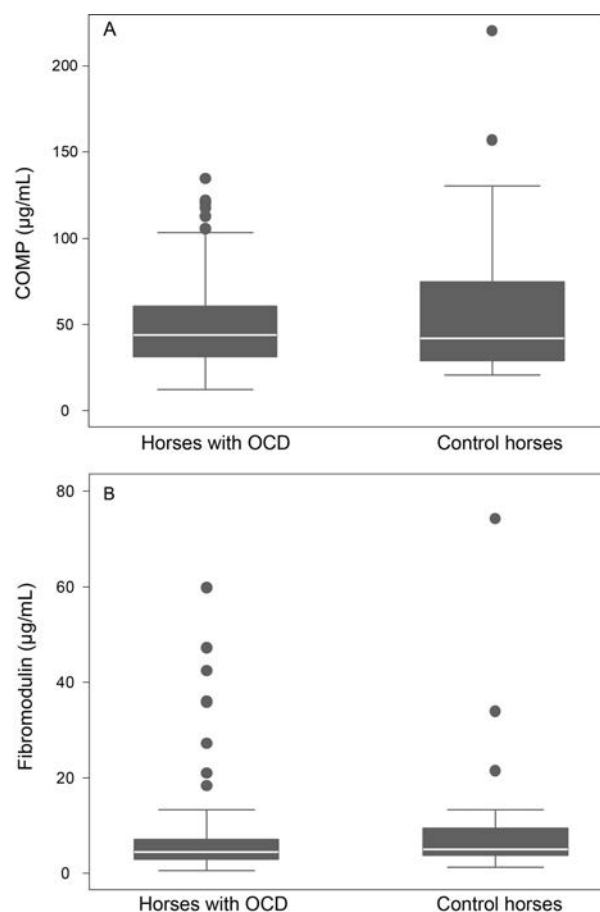 A
200
150
100
50
0
COMP (µg/mL)
Horses with OCD Control horses
B
80
60
40
20
0
Fibromodulin (µg/mL)
Horses with OCD Control horses